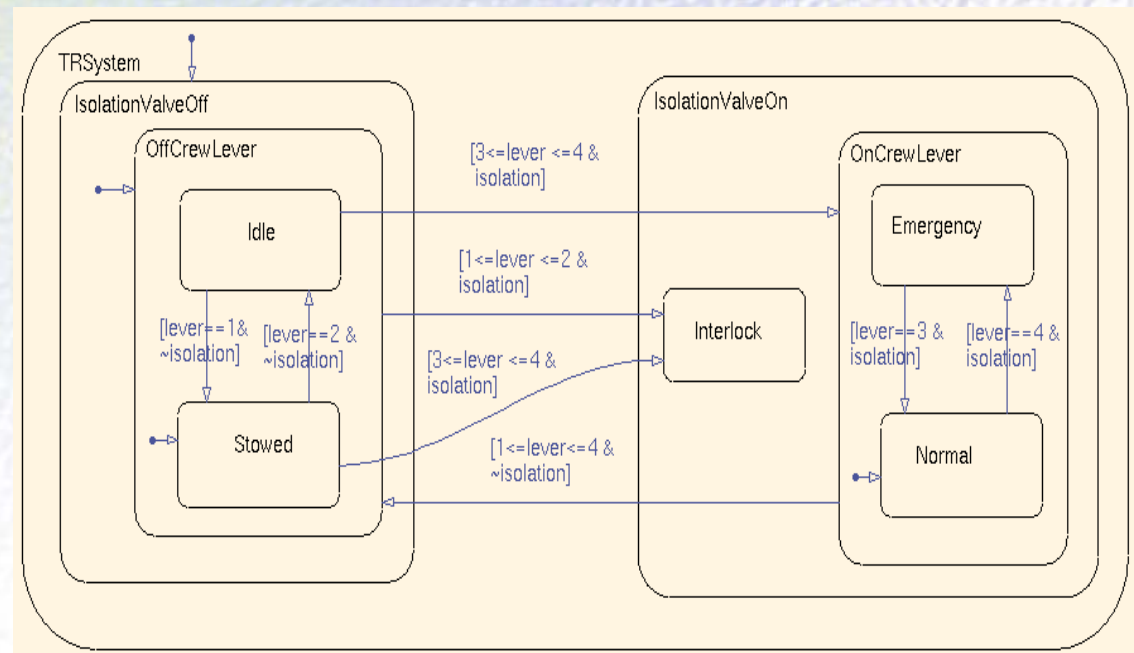 TRSystem
IsolationValveOff
IsolationValveOn
OffCrewLever
[3<=lever <=4 &
isolation]
OnCrewLever
Idle
Emergency
[1<=lever <=2 &
isolation]
[lever==1&
~isolation]
[lever==2 &
~isolation]
Interlock
[lever==3 &
isolation]
[lever==4 &
isolation]
[3<=lever <=4 &
isolation]
Stowed
[1<=lever<=4 &
~isolation]
Normal